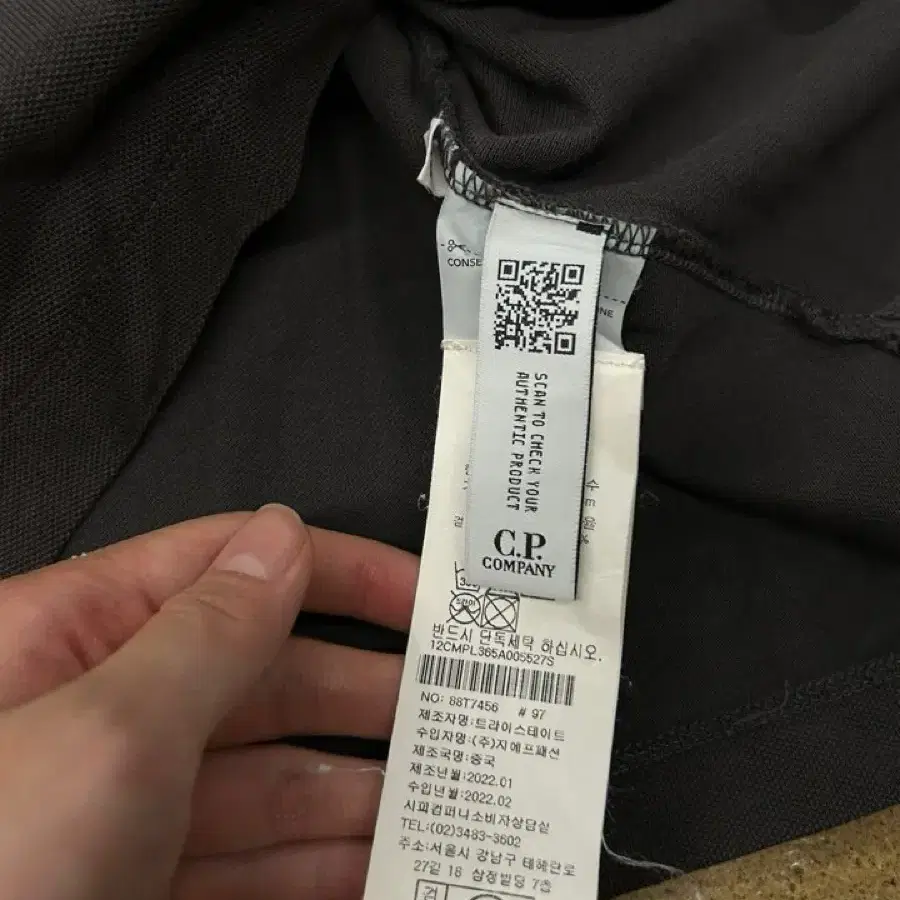 CONSE
NE
SCAN TO CHECK YOUR
AUTHENTIC PRODUCT
C.P.
COMPANY
반드시 단독세탁 하십시오.
12CMPL365A005527S
NO: 88T7456 # 97
제조자명:트라이스테이트
수입자명:(주)지에프패션
제조국명:중국
제조년월:2022.01
수입년월:2022.02
시피컴퍼니소비자상담실
TEL:(02)3483-3602
주소:서울시 강남구 테헤란로
27길 16 삼정빌딩 7층